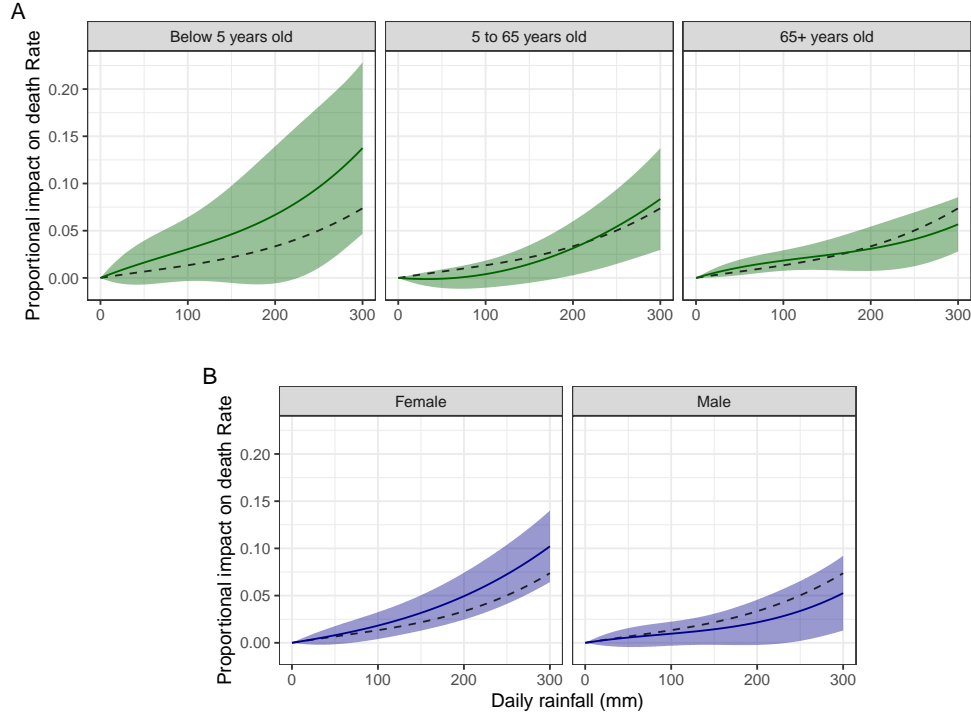 A
Below 5 years old
5 to 65 years old
65+ years old
Proportional impact on death Rate
0.20
0.15
0.10
0.05
0.00
0 100 200 300
0 100 200 300
0 100 200 300
B
Female
Male
Proportional impact on death Rate
0.20
0.15
0.10
0.05
0.00
0 100 200 300
0 100 200 300
Daily rainfall (mm)